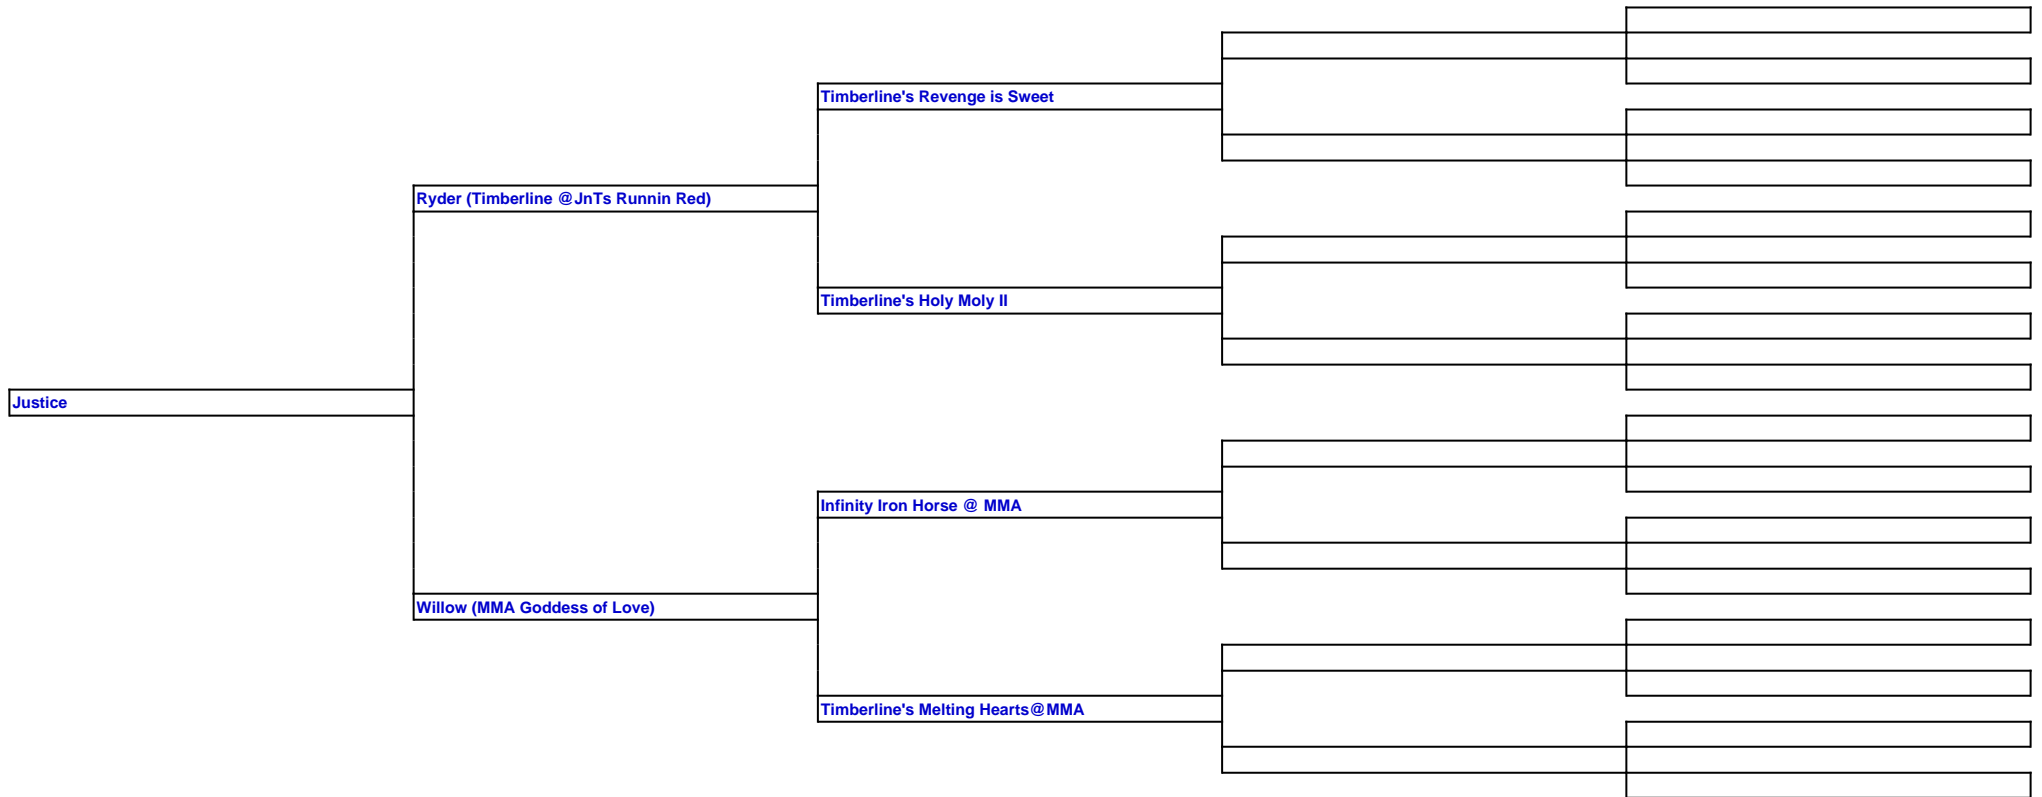 Timberline's Revenge is Sweet
Ryder (Timberline @JnTs Runnin Red)
Timberline's Holy Moly II
Justice
Infinity Iron Horse @ MMA
Willow (MMA Goddess of Love)
Timberline's Melting Hearts@MMA